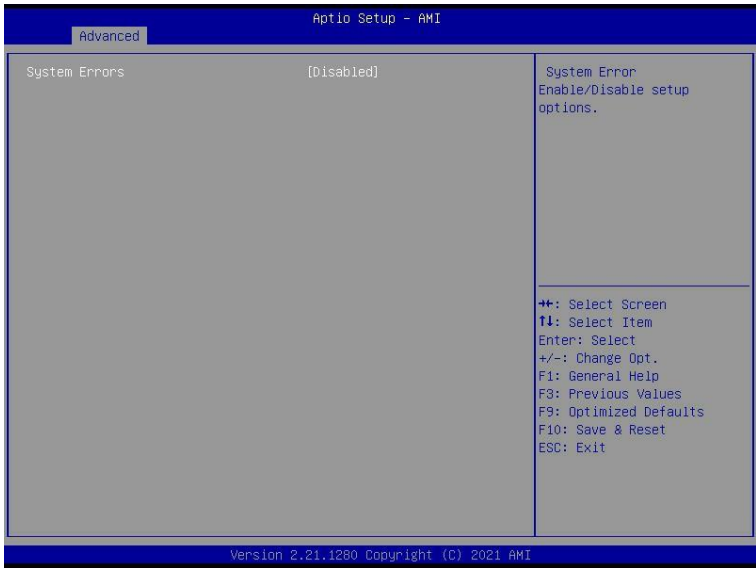 Aptio Setup – AMI
Advanced
System Errors [Disabled]
System Error
Enable/Disable setup
options.
→←: Select Screen
↑↓: Select Item
Enter: Select
+/-: Change Opt.
F1: General Help
F3: Previous Values
F9: Optimized Defaults
F10: Save & Reset
ESC: Exit
Version 2.21.1280 Copyright (C) 2021 AMI